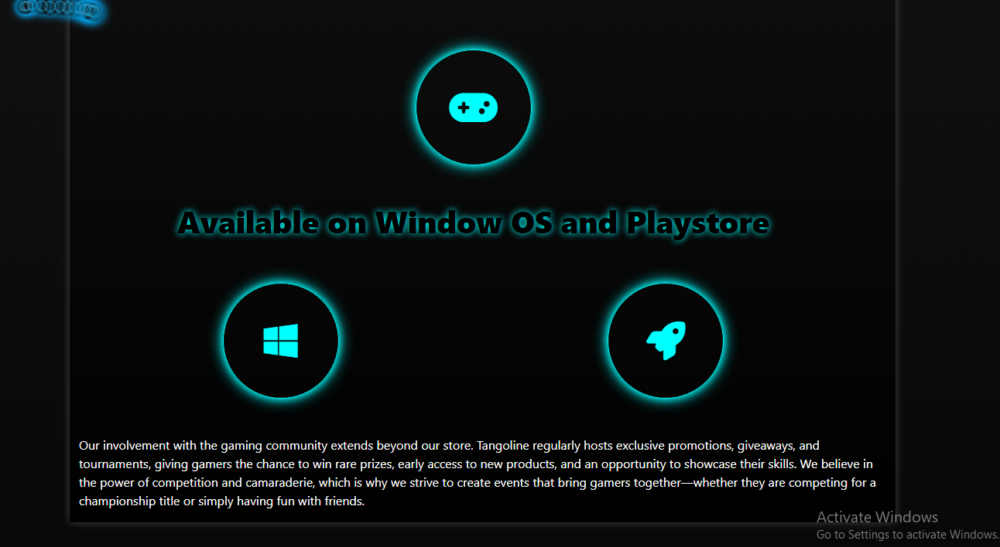 Available on Window OS and Playstore
Our involvement with the gaming community extends beyond our store. Tangoline regularly hosts exclusive promotions, giveaways, and
tournaments, giving gamers the chance to win rare prizes, early access to new products, and an opportunity to showcase their skills. We believe in
the power of competition and camaraderie, which is why we strive to create events that bring gamers together—whether they are competing for a
championship title or simply having fun with friends.
Activate Windows
Go to Settings to activate Windows.